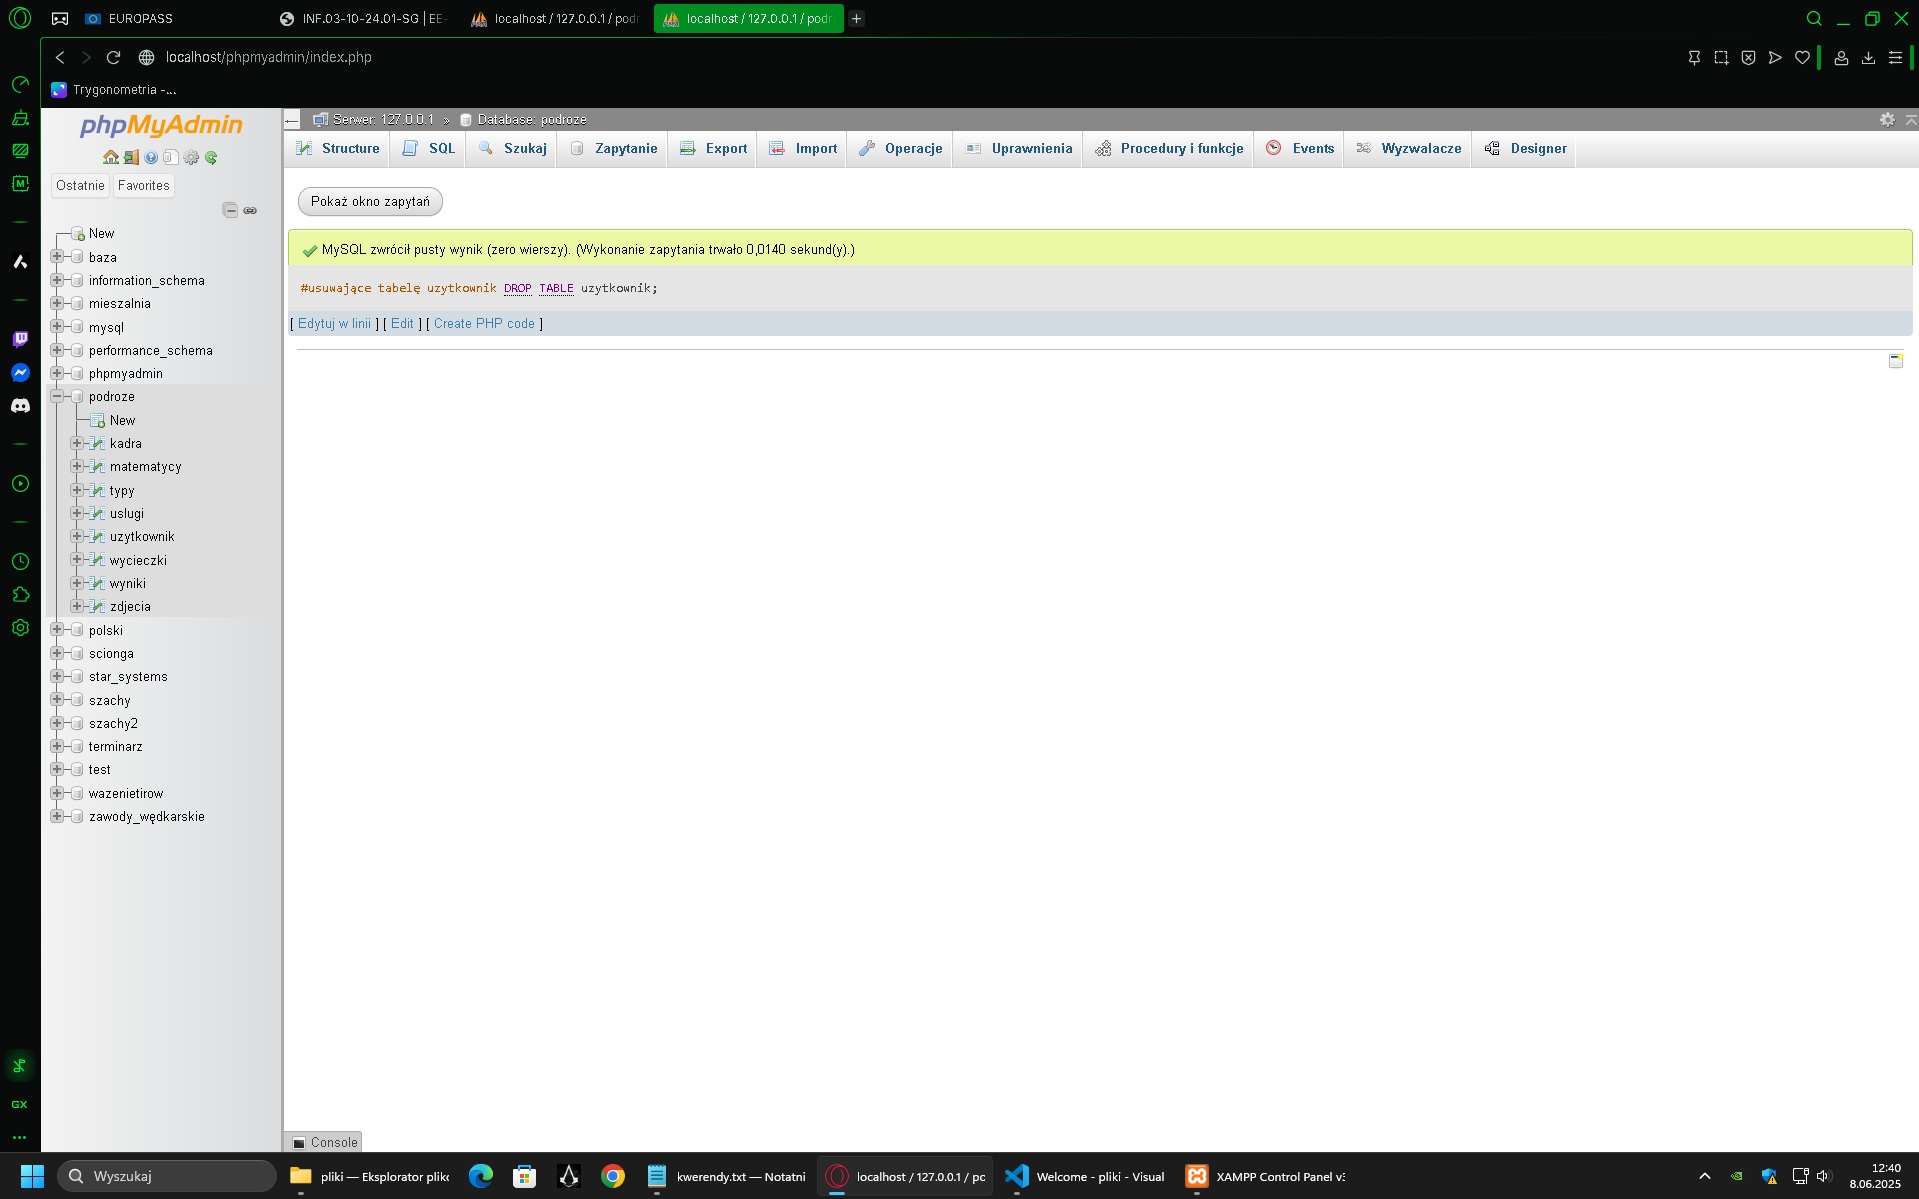 EUROPASS
INF.03-10-24.01-SG | EE-
localhost / 127.0.0.1 / podr
localhost / 127.0.0.1 / podr
localhost/phpmyadmin/index.php
Trygonometria -...
phpMyAdmin
Ostatnie
Favorites
New
baza
information_schema
mieszalnia
mysql
performance_schema
phpmyadmin
podroze
New
kadra
matematycy
typy
uslugi
uzytkownik
wycieczki
wyniki
zdjecia
polski
scionga
star_systems
szachy
szachy2
terminarz
test
wazenietirow
zawody_wędkarskie
Serwer: 127.0.0.1 » Database: podroze
Structure
SQL
Szukaj
Zapytanie
Export
Import
Operacje
Uprawnienia
Procedury i funkcje
Events
Wyzwalacze
Designer
Pokaż okno zapytań
MySQL zwrócił pusty wynik (zero wierszy). (Wykonanie zapytania trwało 0,0140 sekund(y).)
#usuwające tabelę uzytkownik DROP TABLE uzytkownik;
[ Edytuj w linii ] [ Edit ] [ Create PHP code ]
Console
GX
Wyszukaj
pliki — Eksplorator plikó
kwerendy.txt — Notatni
localhost / 127.0.0.1 / pc
Welcome - pliki - Visual
XAMPP Control Panel v3
12:40
8.06.2025